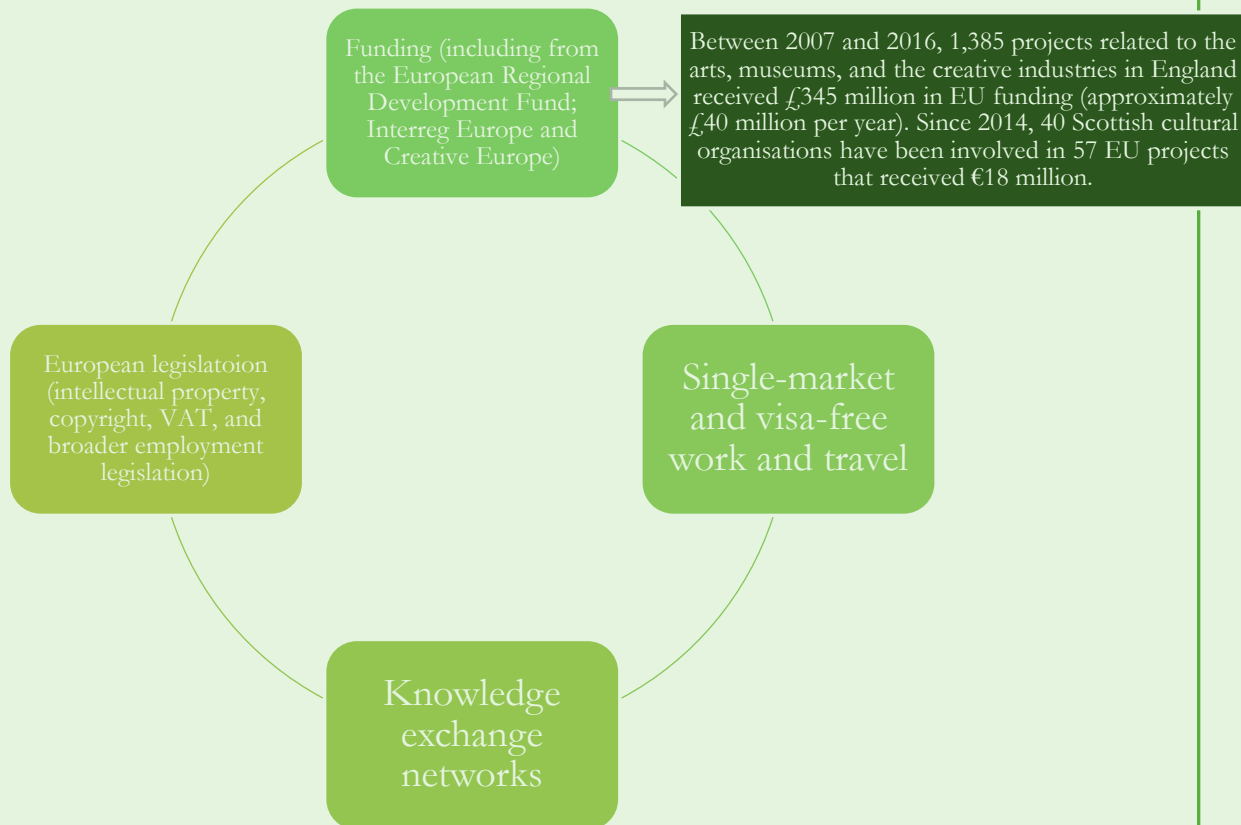 Funding (including from
the European Regional
Development Fund;
Interreg Europe and
Creative Europe)
Between 2007 and 2016, 1,385 projects related to the
arts, museums, and the creative industries in England
received £345 million in EU funding (approximately
£40 million per year). Since 2014, 40 Scottish cultural
organisations have been involved in 57 EU projects
that received €18 million.
European legislatoion
(intellectual property,
copyright, VAT, and
broader employment
legislation)
Single-market
and visa-free
work and travel
Knowledge
exchange
networks